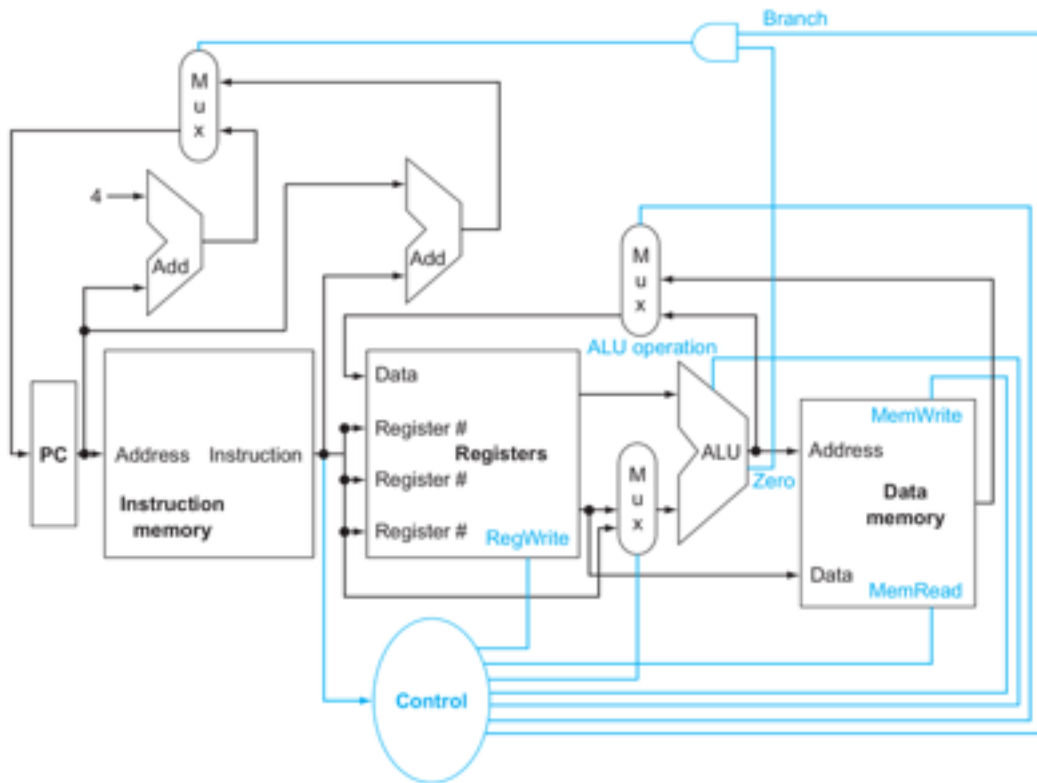 Branch
M
u
x
4
Add
Add
M
u
x
ALU operation
Data
PC
Address
Instruction
Register #
Registers
Register #
Register #
RegWrite
Instruction
memory
M
u
x
ALU
Zero
MemWrite
Address
Data
memory
Data
MemRead
Control